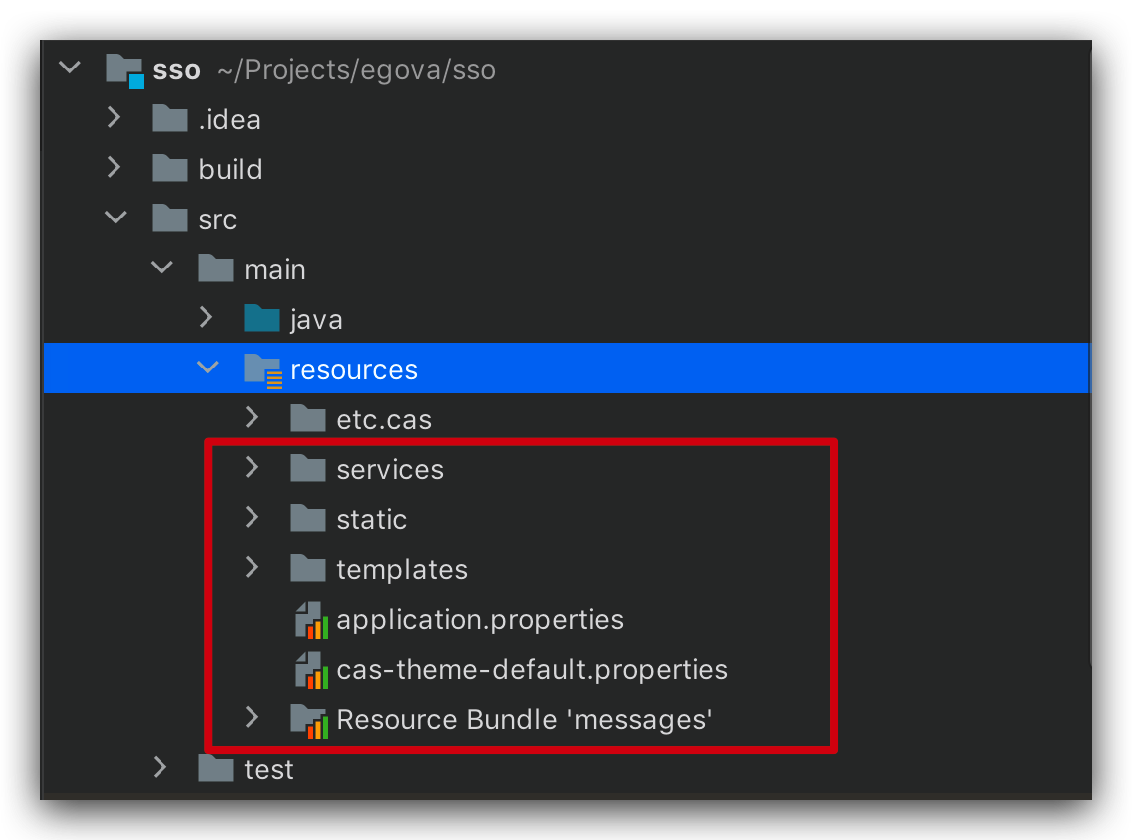 sso ~/Projects/egova/sso
.idea
build
src
main
java
resources
etc.cas
services
static
templates
application.properties
cas-theme-default.properties
Resource Bundle 'messages'
test